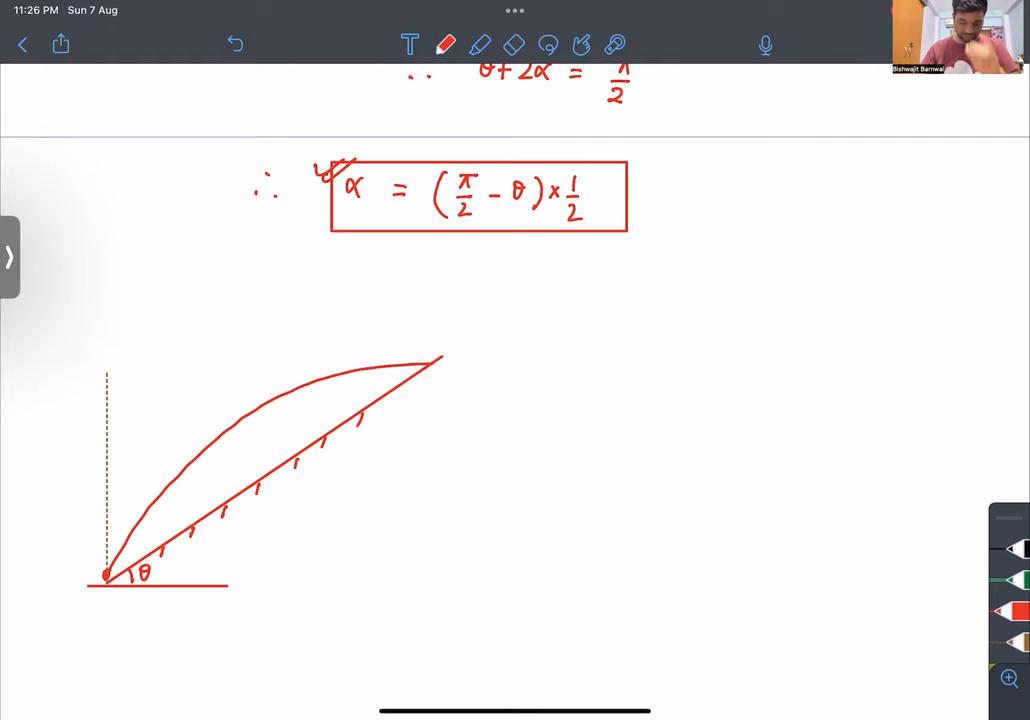 11:26 PM Sun 7 Aug
T
Bishwajit Barnwal
∴ θ + 2α = π/2
∴ α = (π/2 - θ) × 1/2
θ